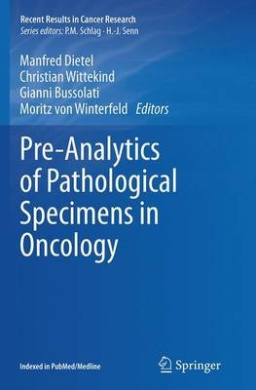 Recent Results in Cancer Research
Series editors: P.M. Schlag · H.-J. Senn
Manfred Dietel
Christian Wittekind
Gianni Bussolati
Moritz von Winterfeld Editors
Pre-Analytics
of Pathological
Specimens in
Oncology
Indexed in PubMed/Medline
Springer